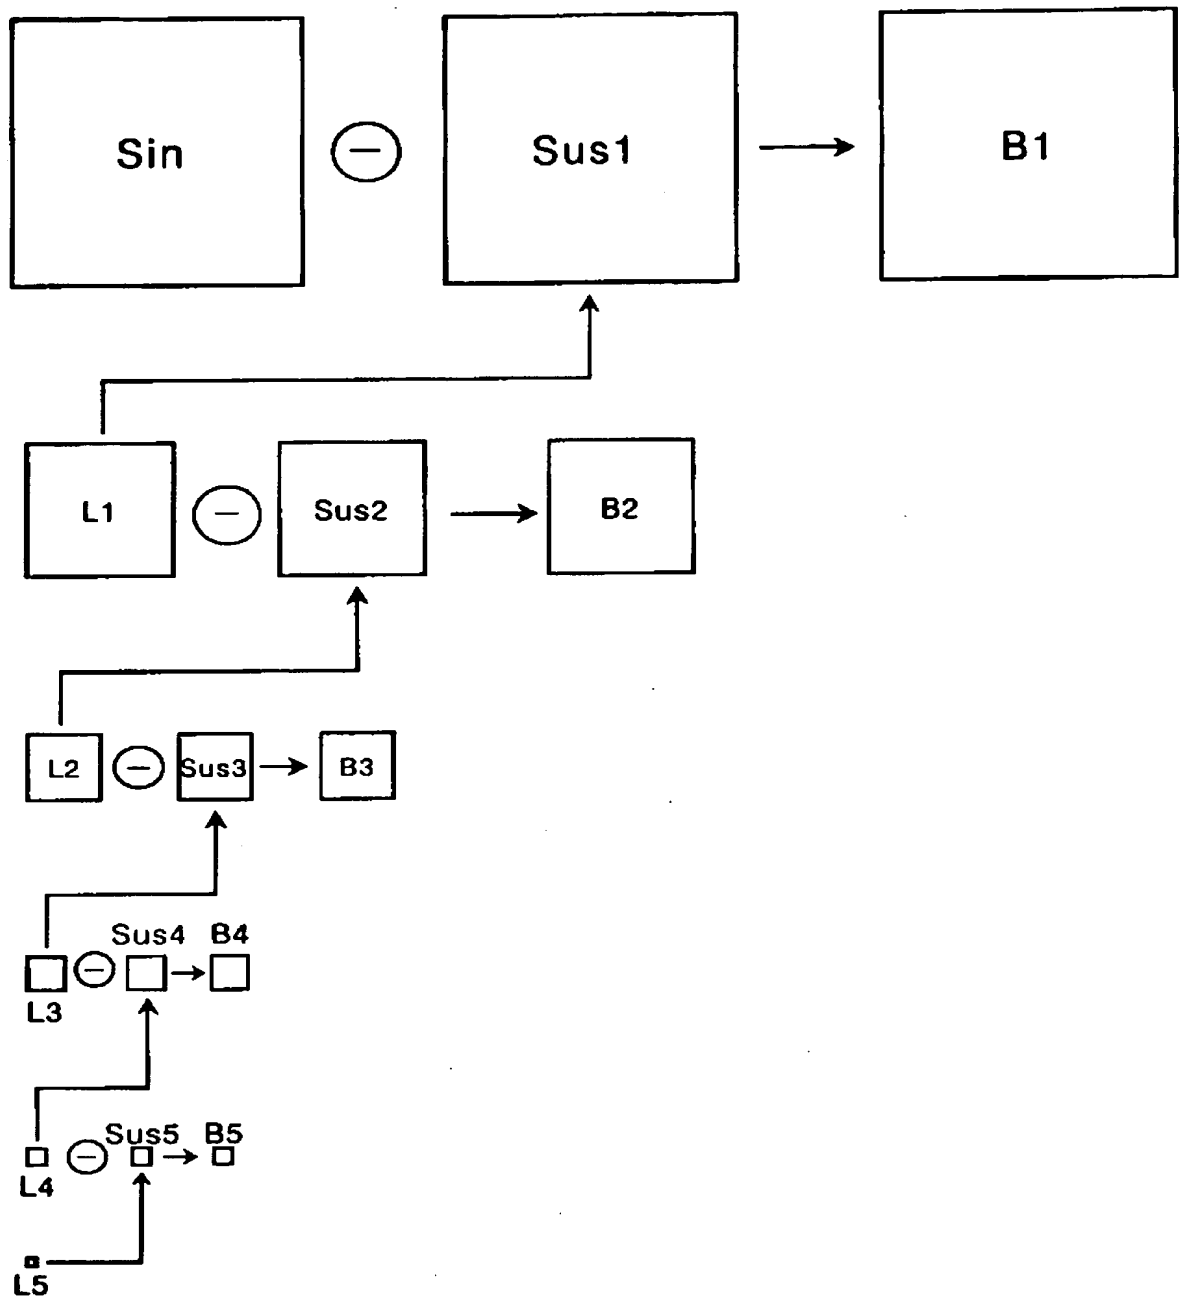 Sin − Sus1 B1
L1 − Sus2 B2
L2 − Sus3 B3
Sus4 B4
−
L3
Sus5 B5
−
L4
L5